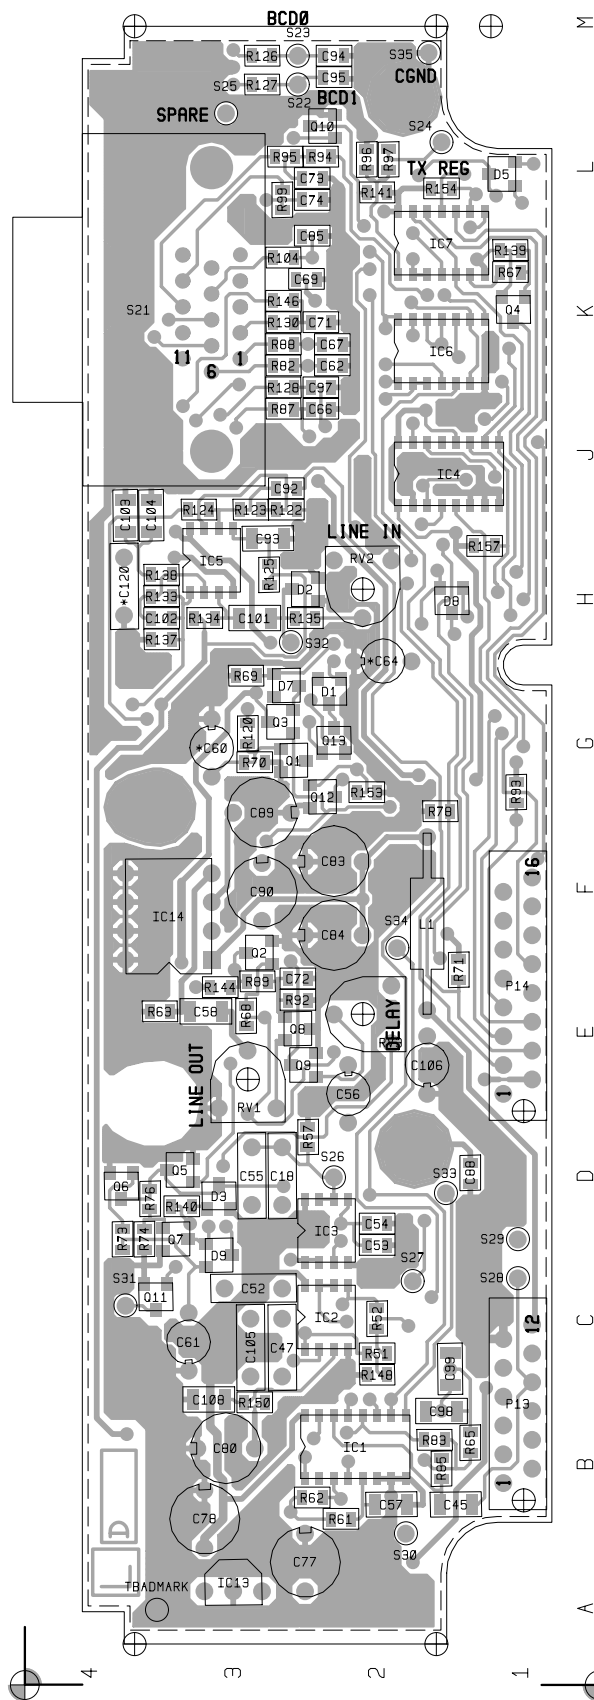 BCD0
M
S23
R126 C94 S35
C95 CGND
S25 R127
S22 BCD1
SPARE
Q10 S24
R95 R94 R96 R97 L
TX REG D5
C73
R99 C74 R141 R154
C85 IC7
R104 R139
C69 R67
R146 Q4
S21 K
R130 C71
R88 C67 IC6
11 6 1
R82 C62
R128 C97
R87 C66
J
IC4
C92
C103 C104 R124 R123 R122
LINE IN
C93
R157
IC5 RV2
R138 R125
*C120 D2
R133 D8 H
C102 R134 C101 R135
R137 S32
*C64
R69 D7 D1
Q3
R120 Q13 G
*C60
R70 Q1
Q12 R153 R93
C89 R78
C83 16
C90 F
IC14
C84 S34 L1
Q2
R144 R89 C72 R71 P14
R92
R63 C58 R68
Q8 DELAY E
LINE OUT Q9 C106
RV1 C56 1
R57
Q5 C55 C18 S26 C88
Q6 S33 D
R76 R140 D3
C54
R73 R74 Q7 IC3 S29
D9 C53
S27
S31 S28
Q11 C52
IC2 R52 12 C
C61 C105 C47
R51 C99
R148
C108 R150 C98 P13
C80 IC1 R83 R65
B
R85 1
R62 C57 C45
C78 R61
D S30
C77
TBADMARK IC13
A
4 3 2 1